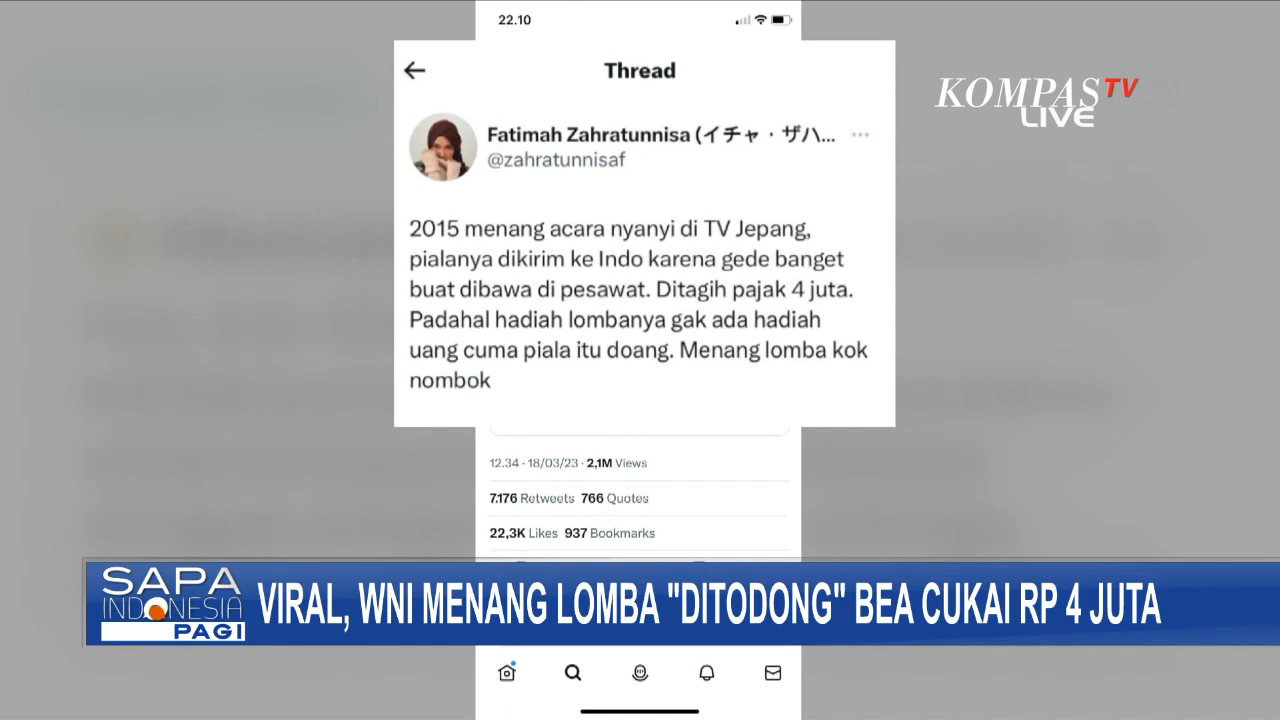 22.10
Thread
KOMPAS TV
LIVE
Fatimah Zahratunnisa (イチャ・ザハ...
@zahratunnisaf
2015 menang acara nyanyi di TV Jepang,
pialanya dikirim ke Indo karena gede banget
buat dibawa di pesawat. Ditagih pajak 4 juta.
Padahal hadiah lombanya gak ada hadiah
uang cuma piala itu doang. Menang lomba kok
nombok
12.34 · 18/03/23 · 2,1M Views
7.176 Retweets 766 Quotes
22,3K Likes 937 Bookmarks
SAPA
INDONESIA
PAGI
VIRAL, WNI MENANG LOMBA "DITODONG" BEA CUKAI RP 4 JUTA